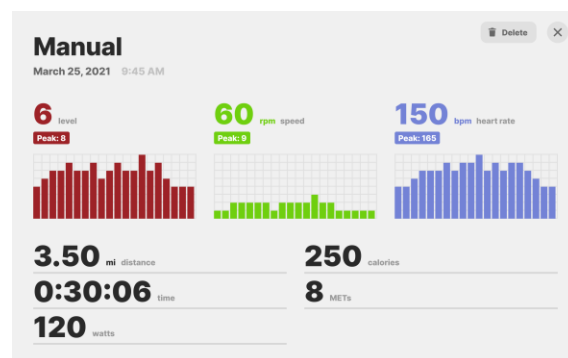 Delete
Manual
March 25, 2021 9:45 AM
6 level
Peak: 8
60 rpm speed
Peak: 9
150 bpm heart rate
Peak: 165
3.50 mi distance
250 calories
0:30:06 time
8 METs
120 watts